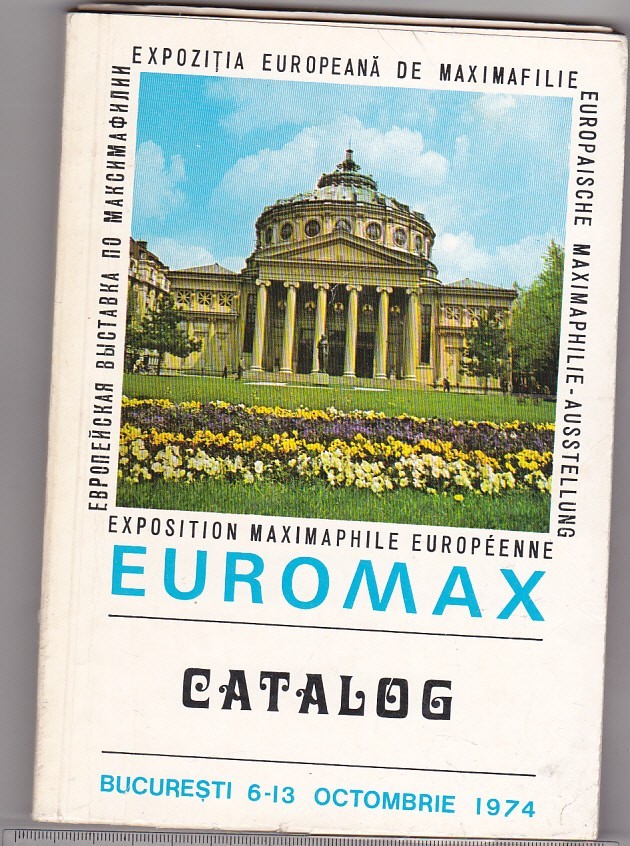 EXPOZIȚIA EUROPEANĂ DE MAXIMAFILIE
EUROPAISCHE MAXIMAPHILIE-AUSSTELLUNG
ЕВРОПЕЙСКАЯ ВЫСТАВКА ПО МАКСИМАФИЛИИ
EXPOSITION MAXIMAPHILE EUROPÉENNE
EUROMAX
CATALOG
BUCUREȘTI 6-13 OCTOMBRIE 1974